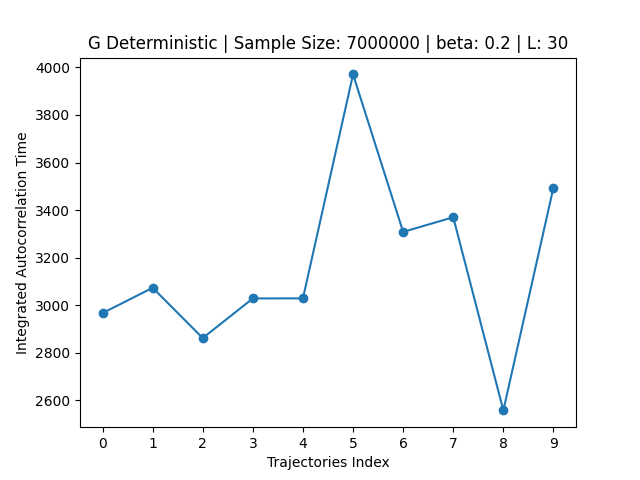 G Deterministic | Sample Size: 7000000 | beta: 0.2 | L: 30
Integrated Autocorrelation Time
4000
3800
3600
3400
3200
3000
2800
2600
0 1 2 3 4 5 6 7 8 9
Trajectories Index